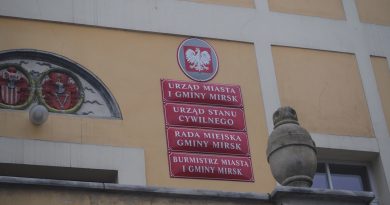 URZĄD MIASTA
I GMINY MIRSK
URZĄD STANU
CYWILNEGO
RADA MIEJSKA
GMINY MIRSK
BURMISTRZ MIASTA
I GMINY MIRSK